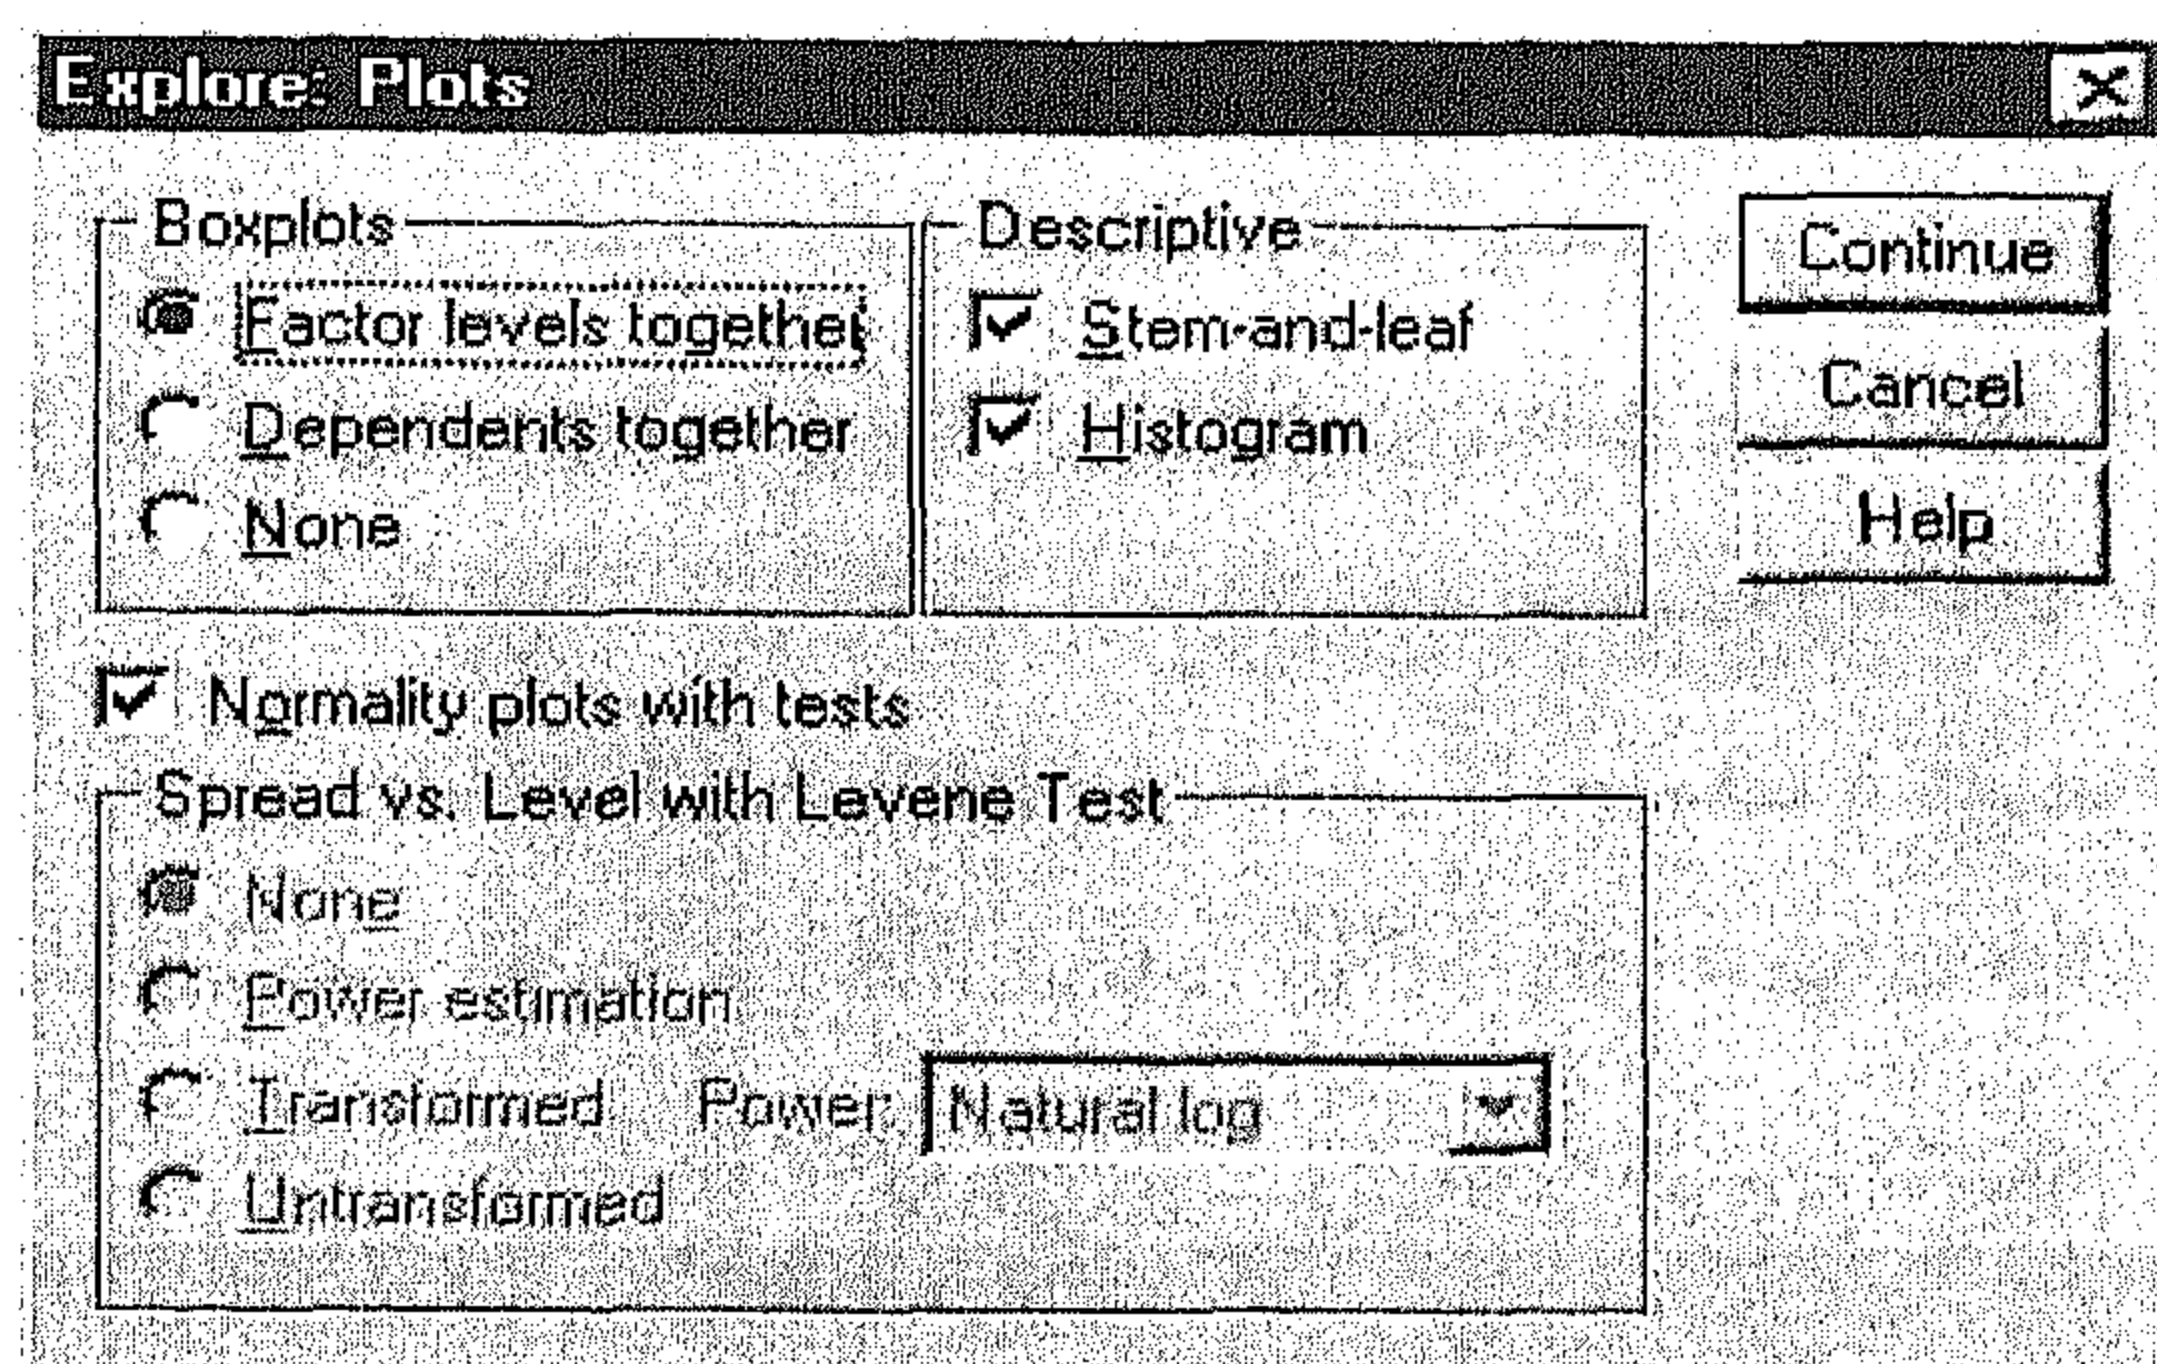 Explore: Plots
Boxplots
Factor levels together
Dependents together
None
Descriptive
Stem-and-leaf
Histogram
Continue
Cancel
Help
Normality plots with tests
Spread vs. Level with Levene Test
None
Power estimation
Transformed Power: Natural log
Untransformed